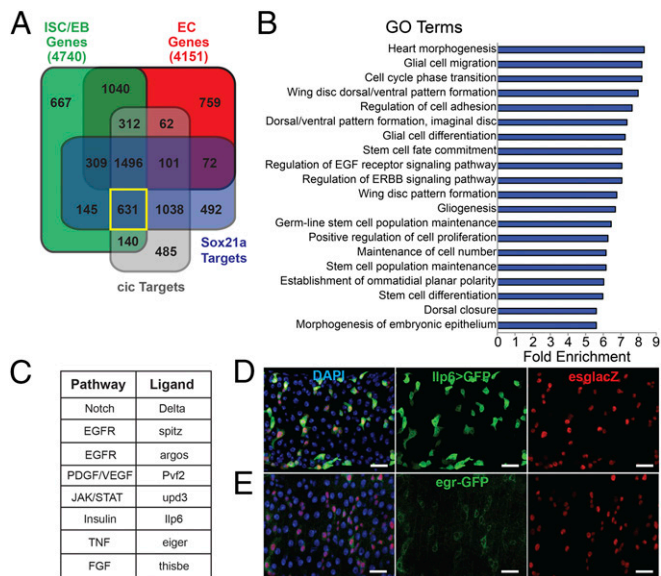 A
ISC/EB
Genes
(4740)
EC
Genes
(4151)
667
1040
759
312
62
309
1496
101
72
145
631
1038
492
140
485
Sox21a
Targets
cic Targets
B
GO Terms
Heart morphogenesis
Glial cell migration
Cell cycle phase transition
Wing disc dorsal/ventral pattern formation
Regulation of cell adhesion
Dorsal/ventral pattern formation, imaginal disc
Glial cell differentiation
Stem cell fate commitment
Regulation of EGF receptor signaling pathway
Regulation of ERBB signaling pathway
Wing disc pattern formation
Gliogenesis
Germ-line stem cell population maintenance
Positive regulation of cell proliferation
Maintenance of cell number
Stem cell population maintenance
Establishment of ommatidial planar polarity
Stem cell differentiation
Dorsal closure
Morphogenesis of embryonic epithelium
0 1 2 3 4 5 6 7 8 9
Fold Enrichment
C
Pathway Ligand
Notch Delta
EGFR spitz
EGFR argos
PDGF/VEGF Pvf2
JAK/STAT upd3
Insulin Ilp6
TNF eiger
FGF thisbe
D
DAPI
Ilp6>GFP
esglacZ
E
egr-GFP